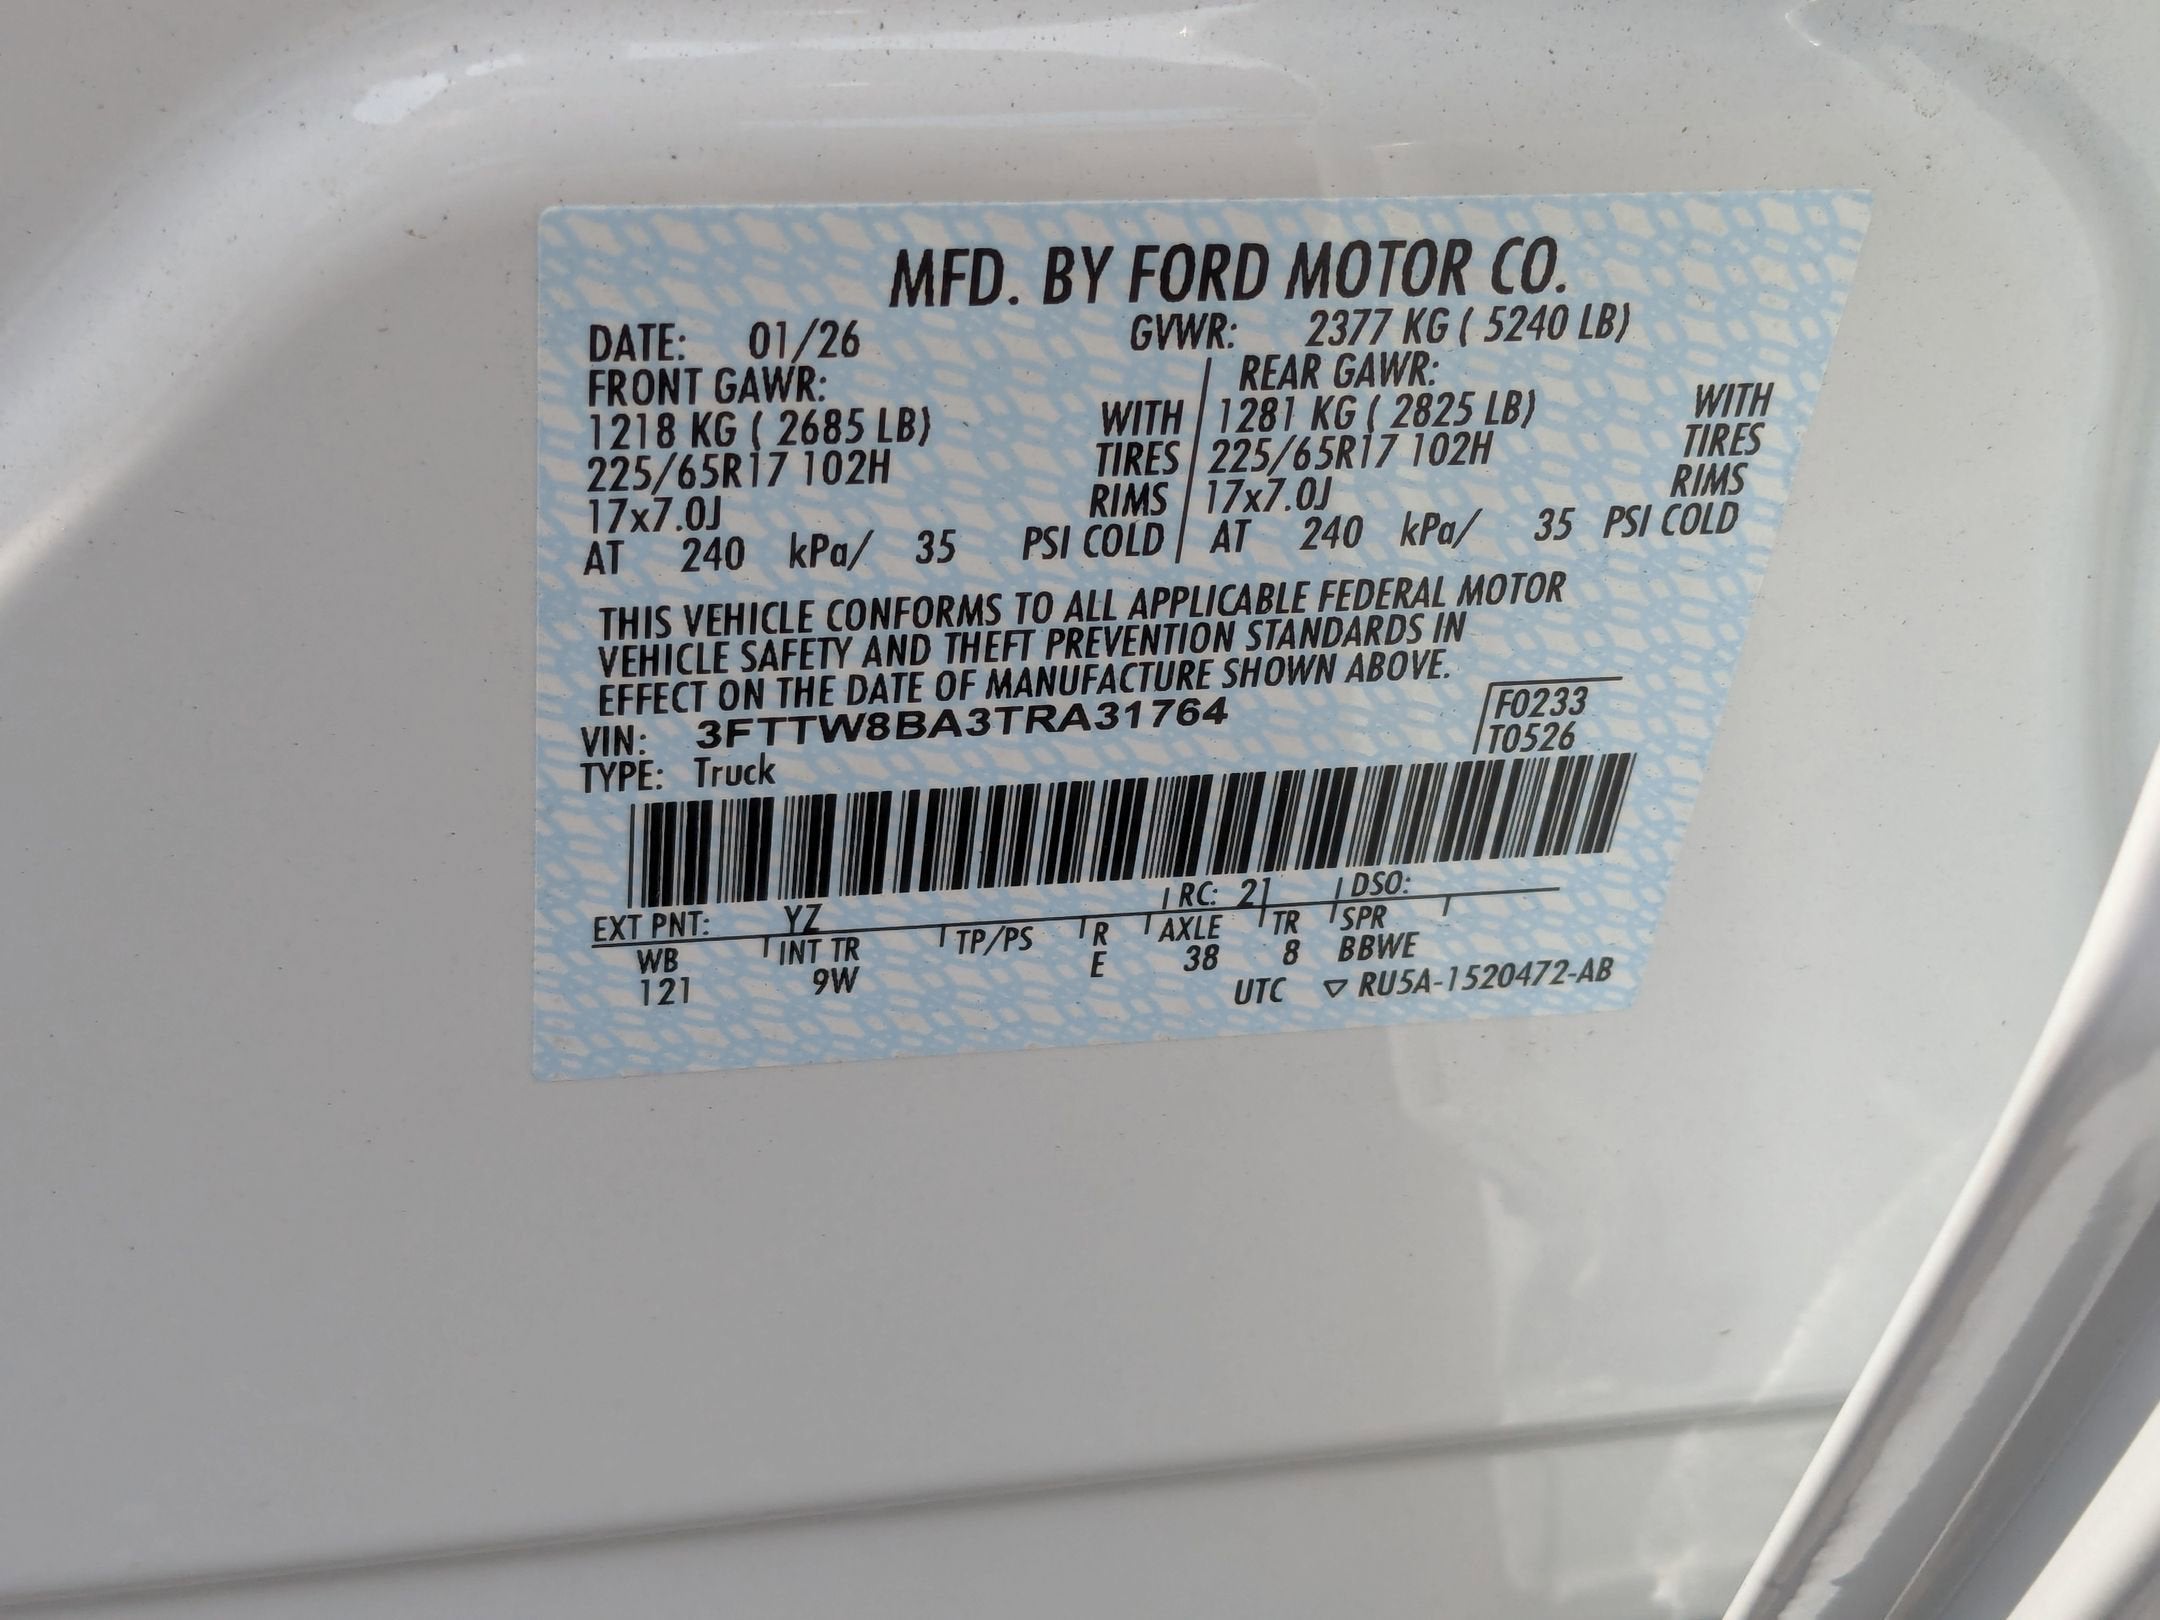 MFD. BY FORD MOTOR CO.
DATE: 01/26 GVWR: 2377 KG ( 5240 LB)
FRONT GAWR: REAR GAWR:
1218 KG ( 2685 LB) WITH 1281 KG ( 2825 LB) WITH
225/65R17 102H TIRES 225/65R17 102H TIRES
17x7.0J RIMS 17x7.0J RIMS
AT 240 kPa/ 35 PSI COLD AT 240 kPa/ 35 PSI COLD
THIS VEHICLE CONFORMS TO ALL APPLICABLE FEDERAL MOTOR
VEHICLE SAFETY AND THEFT PREVENTION STANDARDS IN
EFFECT ON THE DATE OF MANUFACTURE SHOWN ABOVE.
VIN: 3FTTW8BA3TRA31764 F0233
TYPE: Truck T0526
EXT PNT: YZ RC: 21 DSO:
WB INT TR TP/PS R AXLE TR SPR
121 9W E 38 8 BBWE
UTC ▽ RU5A-1520472-AB